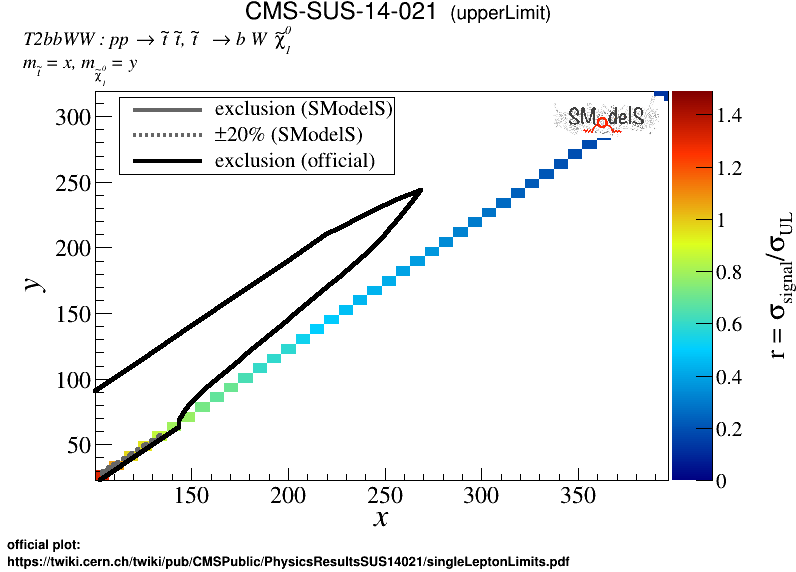 CMS-SUS-14-021 (upperLimit)
T2bbWW : pp → t̃ t̃, t̃ → b W χ̃⁰₁
m_t̃ = x, m_χ̃⁰₁ = y
exclusion (SModelS)
±20% (SModelS)
exclusion (official)
SModelS
300
250
200
150
100
50
y
150 200 250 300 350
x
1.4
1.2
1
0.8
0.6
0.4
0.2
0
r = σ_signal/σ_UL
official plot:
https://twiki.cern.ch/twiki/pub/CMSPublic/PhysicsResultsSUS14021/singleLeptonLimits.pdf